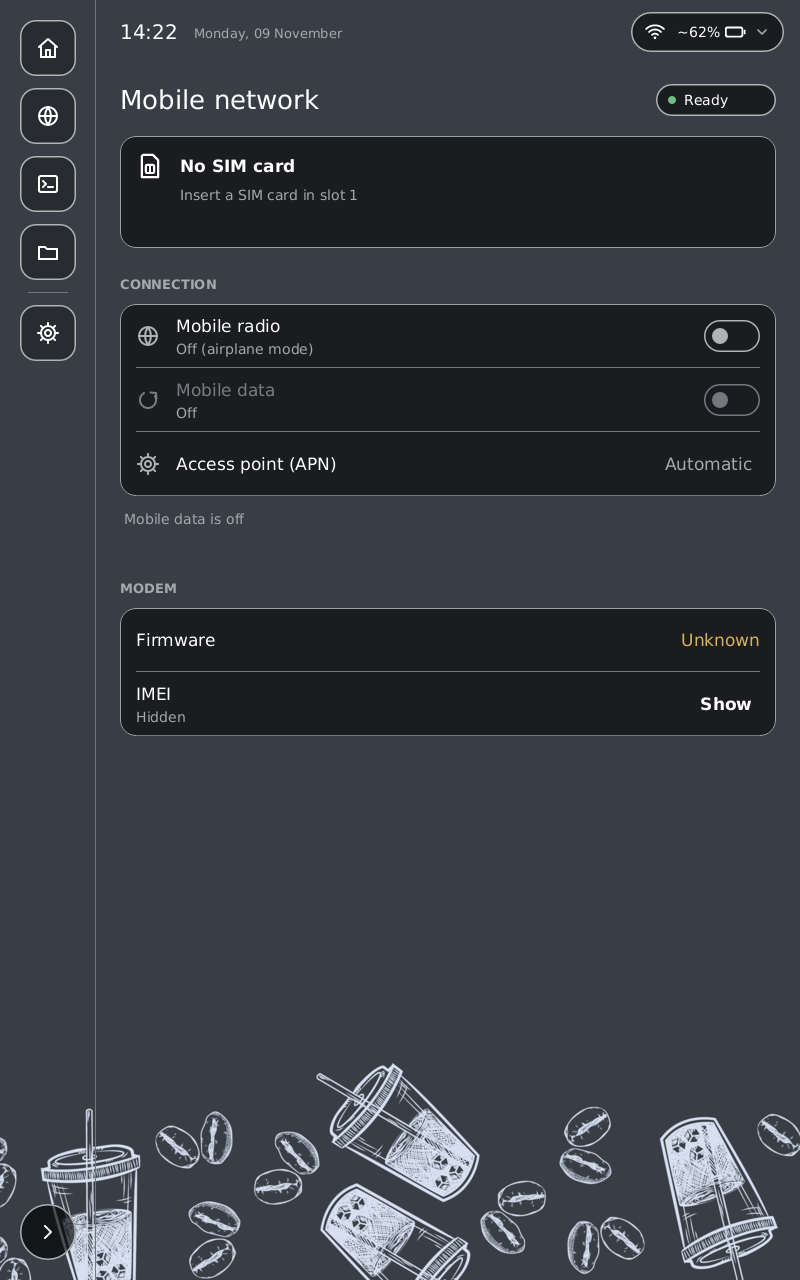 14:22 Monday, 09 November ~62%
Mobile network
Ready
No SIM card
Insert a SIM card in slot 1
CONNECTION
Mobile radio
Off (airplane mode)
Mobile data
Off
Access point (APN) Automatic
Mobile data is off
MODEM
Firmware Unknown
IMEI
Hidden
Show